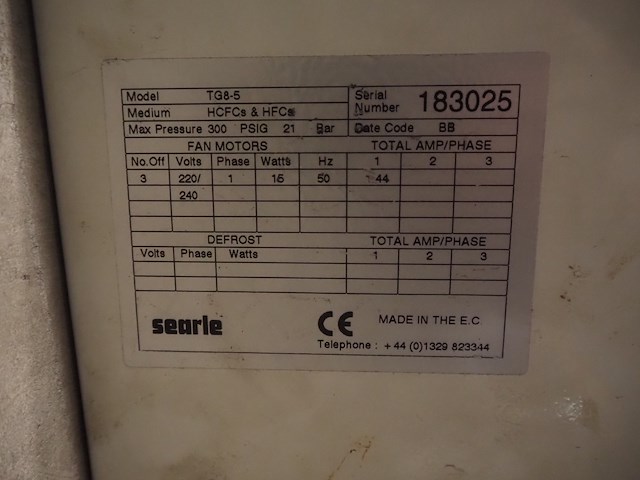 Model TG8-5
Serial Number 183025
Medium HCFCs & HFCs
Max Pressure 300 PSIG 21 Bar Date Code BB
FAN MOTORS TOTAL AMP/PHASE
No.Off Volts Phase Watts Hz 1 2 3
3 220/ 1 15 50 44
240
DEFROST TOTAL AMP/PHASE
Volts Phase Watts 1 2 3
searle CE MADE IN THE E.C
Telephone : +44 (0)1329 823344